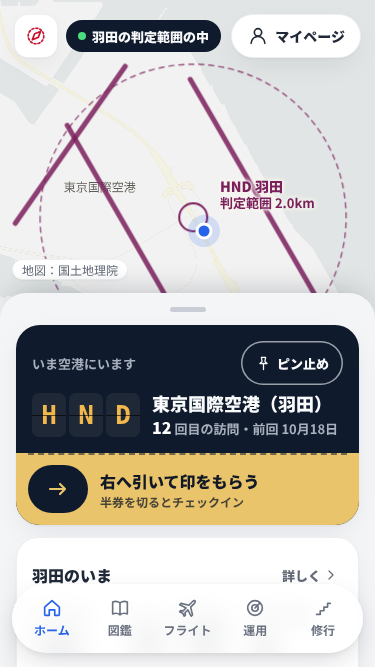 羽田の判定範囲の中
マイページ
東京国際空港
HND 羽田
判定範囲 2.0km
地図：国土地理院
いま空港にいます
ピン止め
HND
東京国際空港（羽田）
12 回目の訪問・前回 10月18日
右へ引いて印をもらう
半券を切るとチェックイン
羽田のいま
詳しく
ホーム
図鑑
フライト
運用
修行